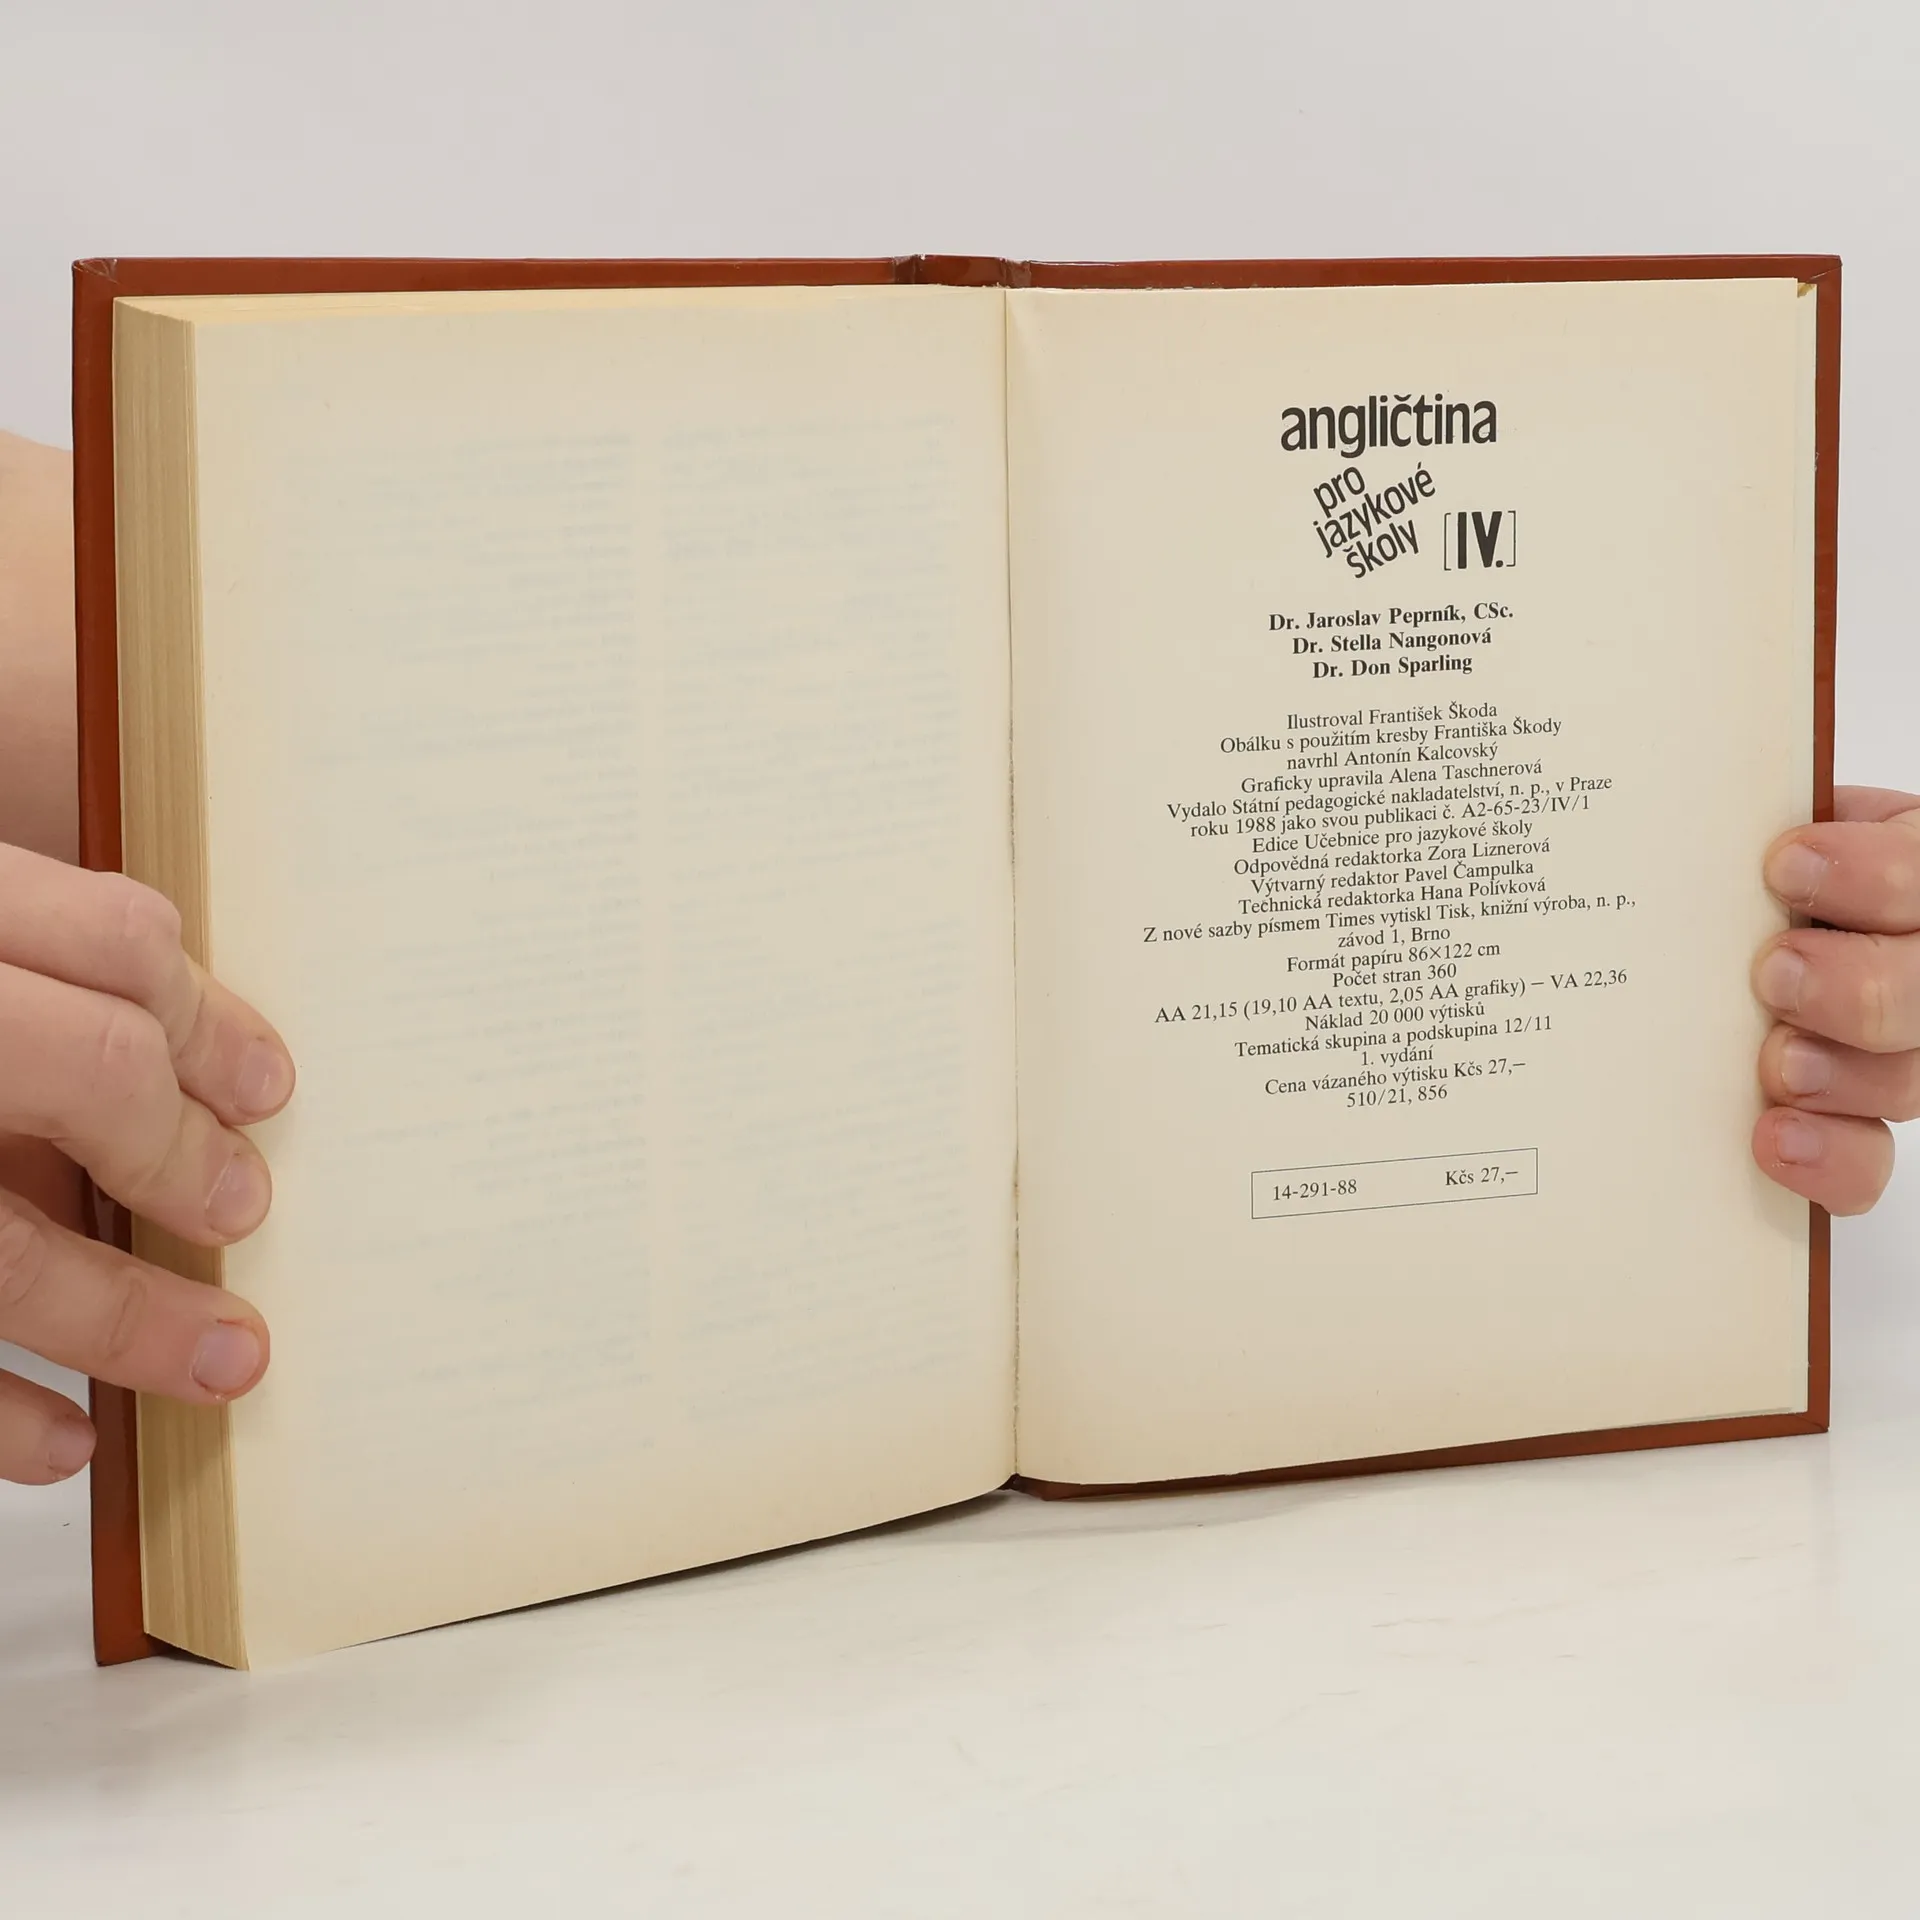 angličtina
pro
jazykové
školy
[IV.]
Dr. Jaroslav Peprník, CSc.
Dr. Stella Nangonová
Dr. Don Sparling
Ilustroval František Škoda
Obálku s použitím kresby Františka Škody
navrhl Antonín Kalcovský
Graficky upravila Alena Taschnerová
Vydalo Státní pedagogické nakladatelství, n. p., v Praze
roku 1988 jako svou publikaci č. A2-65-23/IV/1
Edice Učebnice pro jazykové školy
Odpovědná redaktorka Zora Liznerová
Výtvarný redaktor Pavel Čampulka
Technická redaktorka Hana Polívková
Z nové sazby písmem Times vytiskl Tisk, knižní výroba, n. p.,
závod 1, Brno
Formát papíru 86×122 cm
Počet stran 360
AA 21,15 (19,10 AA textu, 2,05 AA grafiky) – VA 22,36
Náklad 20 000 výtisků
Tematická skupina a podskupina 12/11
1. vydání
Cena vázaného výtisku Kčs 27,–
510/21, 856
14-291-88 Kčs 27,–